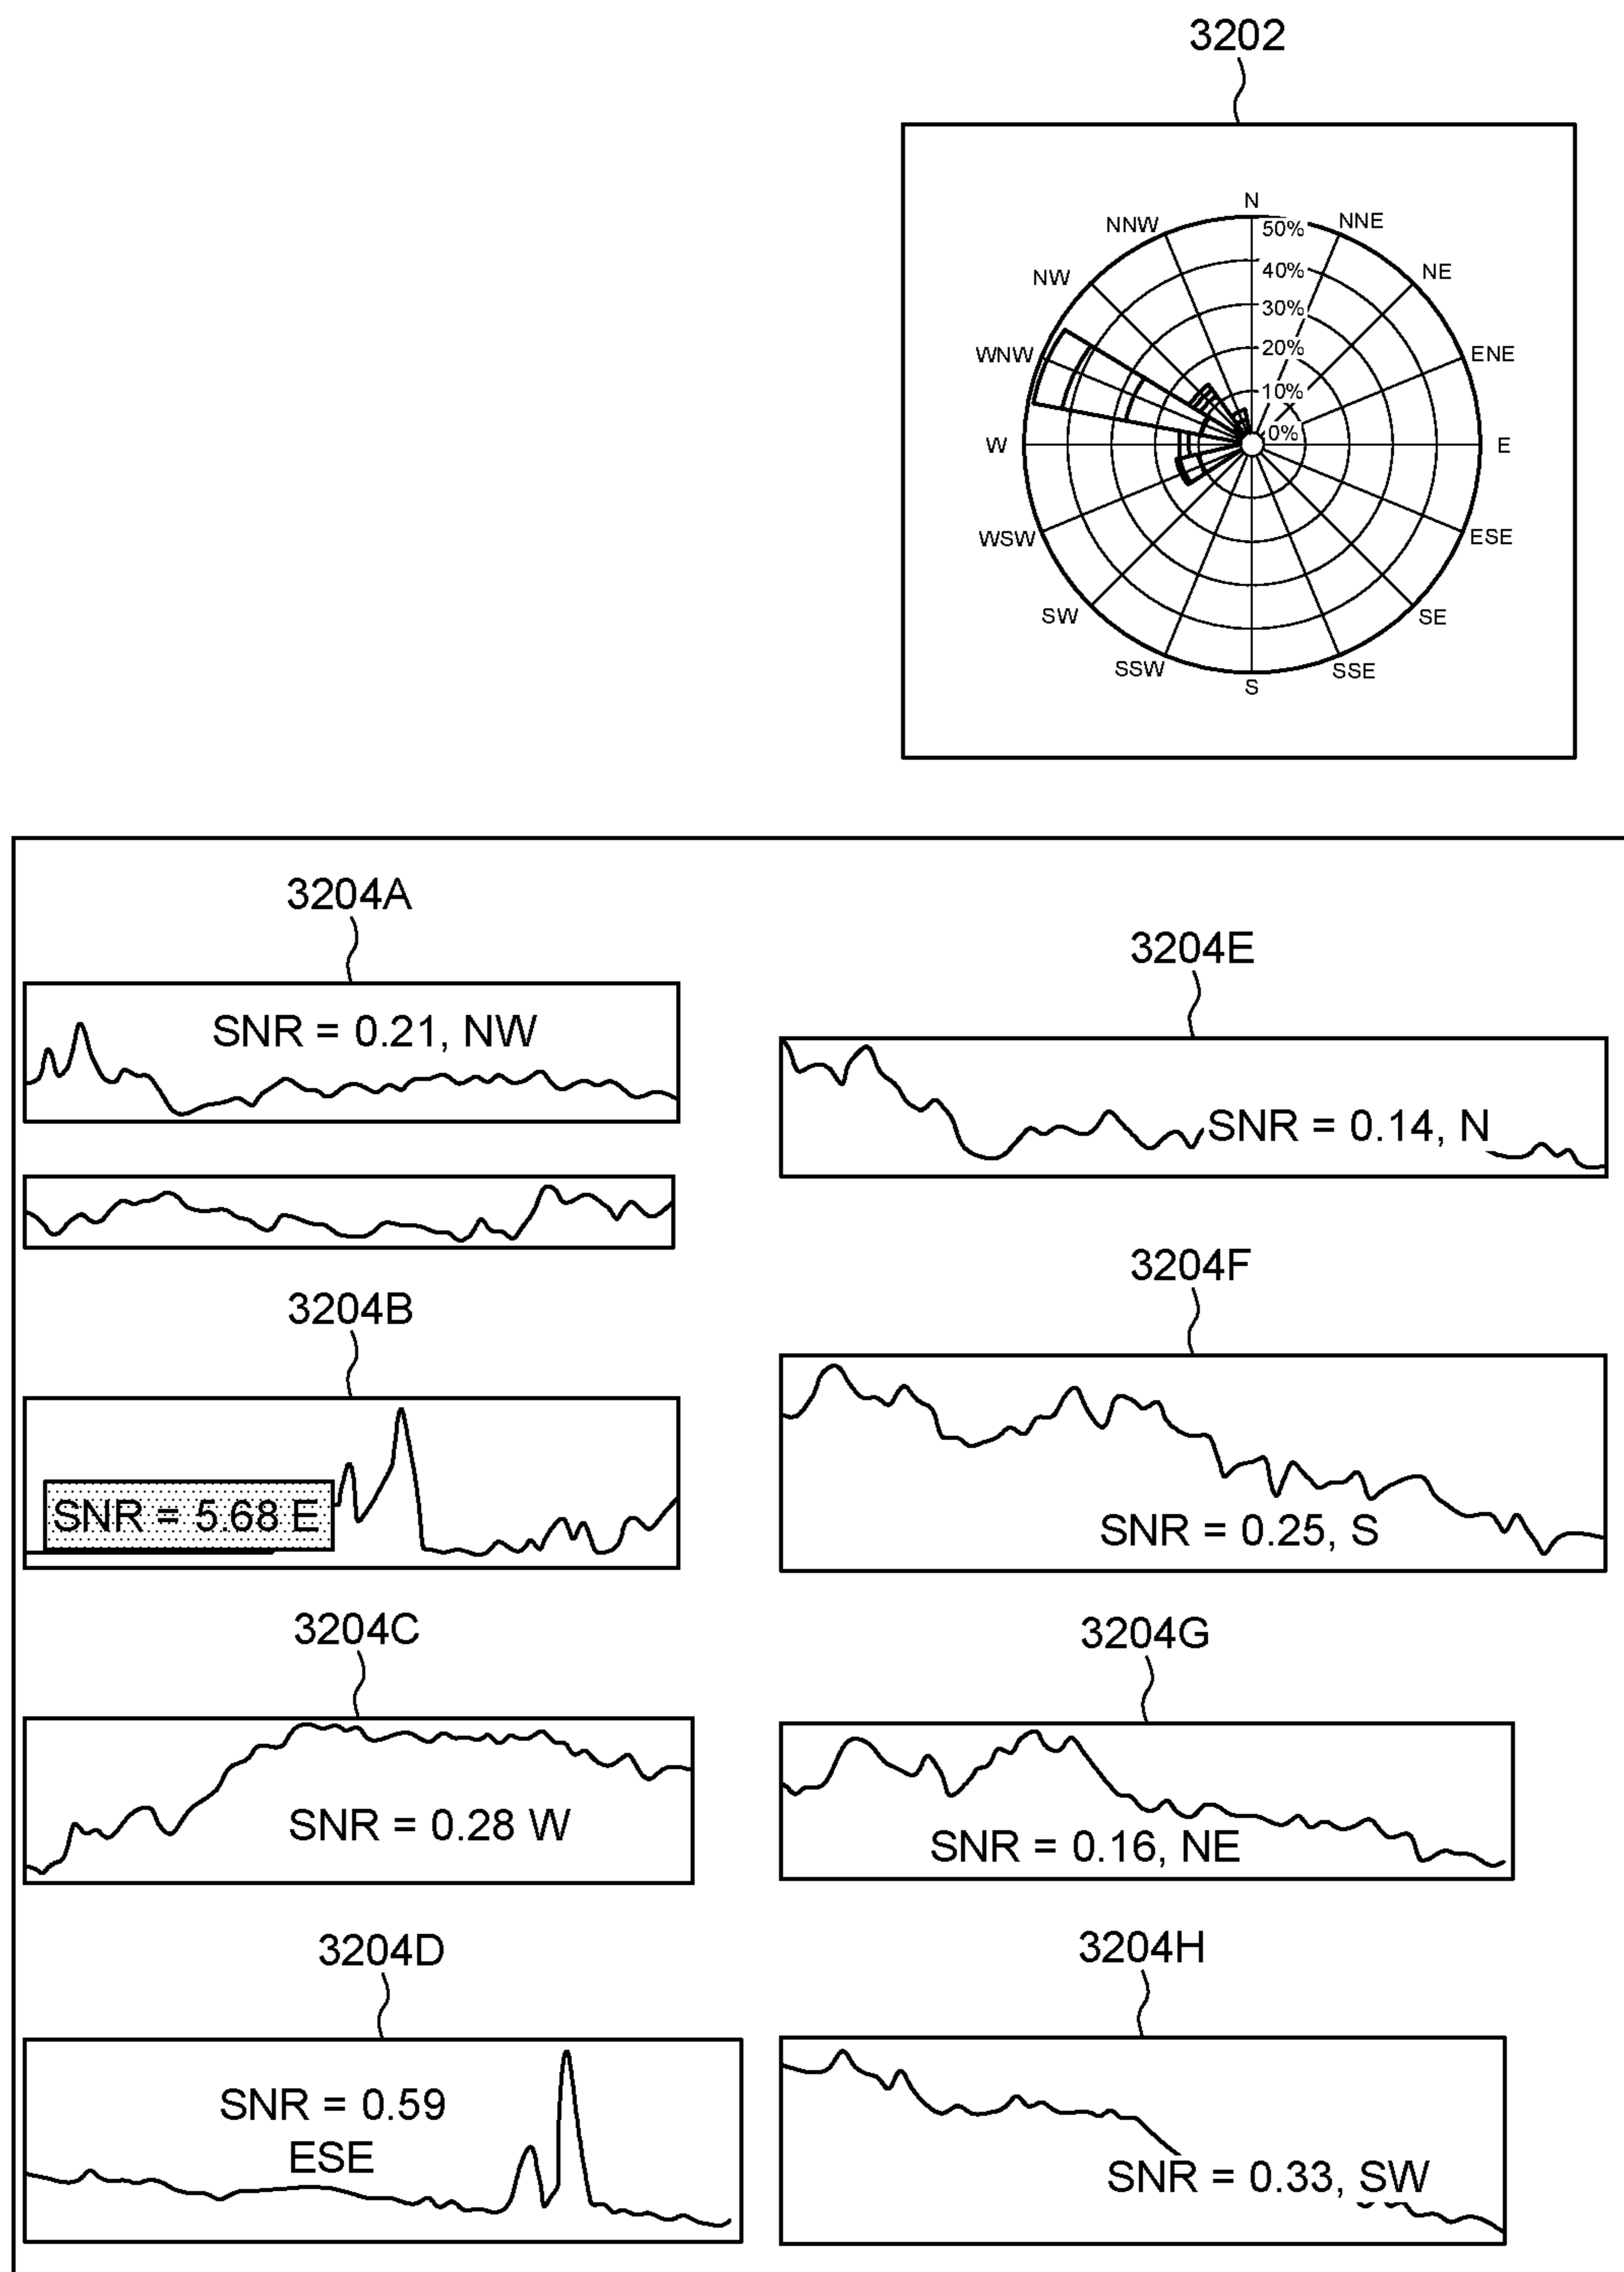 3202
N
NNW
50%
NNE
NW
40%
NE
30%
WNW
20%
ENE
10%
0%
W
E
WSW
ESE
SW
SE
SSW
SSE
S
3204A
SNR = 0.21, NW
3204E
SNR = 0.14, N
3204B
SNR = 5.68 E
3204F
SNR = 0.25, S
3204C
SNR = 0.28 W
3204G
SNR = 0.16, NE
3204D
SNR = 0.59
ESE
3204H
SNR = 0.33, SW